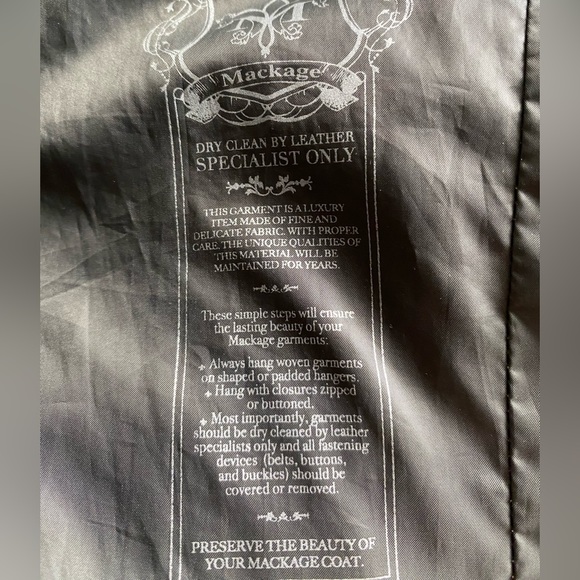 Mackage
DRY CLEAN BY LEATHER
SPECIALIST ONLY
THIS GARMENT IS A LUXURY
ITEM MADE OF FINE AND
DELICATE FABRIC. WITH PROPER
CARE, THE UNIQUE QUALITIES OF
THIS MATERIAL WILL BE
MAINTAINED FOR YEARS.
These simple steps will ensure
the lasting beauty of your
Mackage garments:
Always hang woven garments
on shaped or padded hangers.
Hang with closures zipped
or buttoned.
Most importantly, garments
should be dry cleaned by leather
specialists only and all fastening
devices (belts, buttons,
and buckles) should be
covered or removed.
PRESERVE THE BEAUTY OF
YOUR MACKAGE COAT.